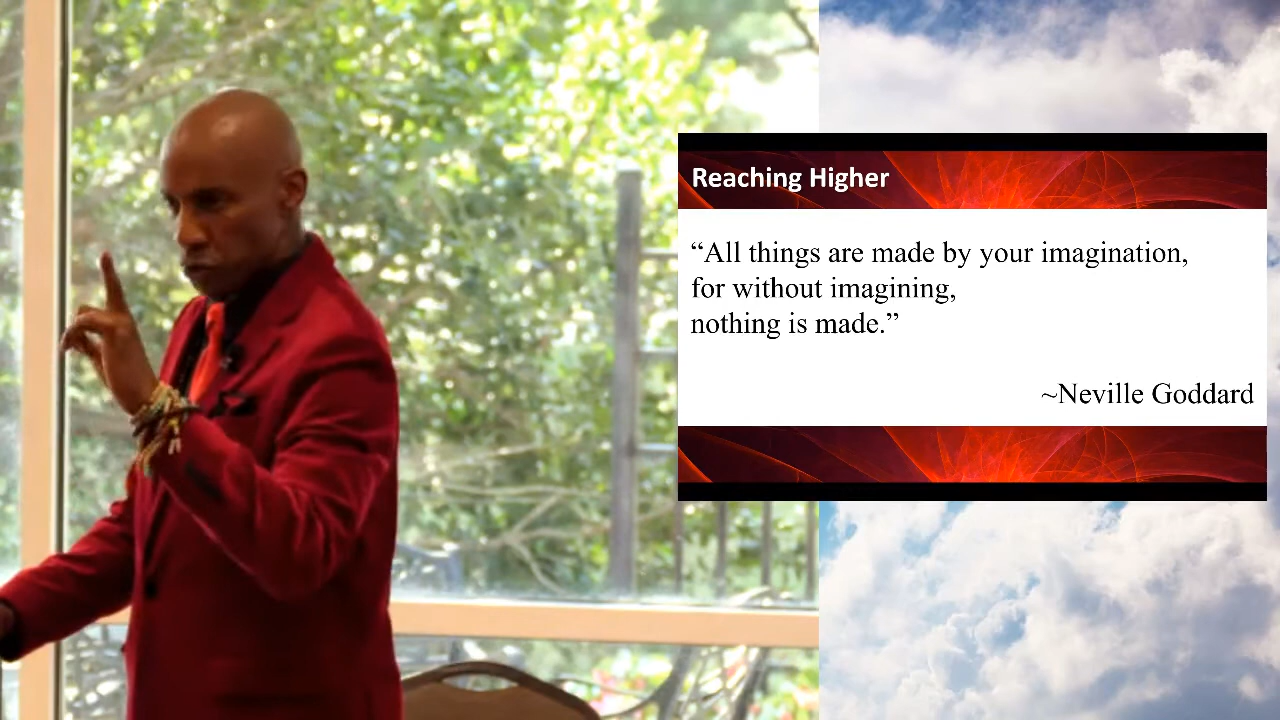 Reaching Higher
“All things are made by your imagination,
for without imagining,
nothing is made.”
~Neville Goddard